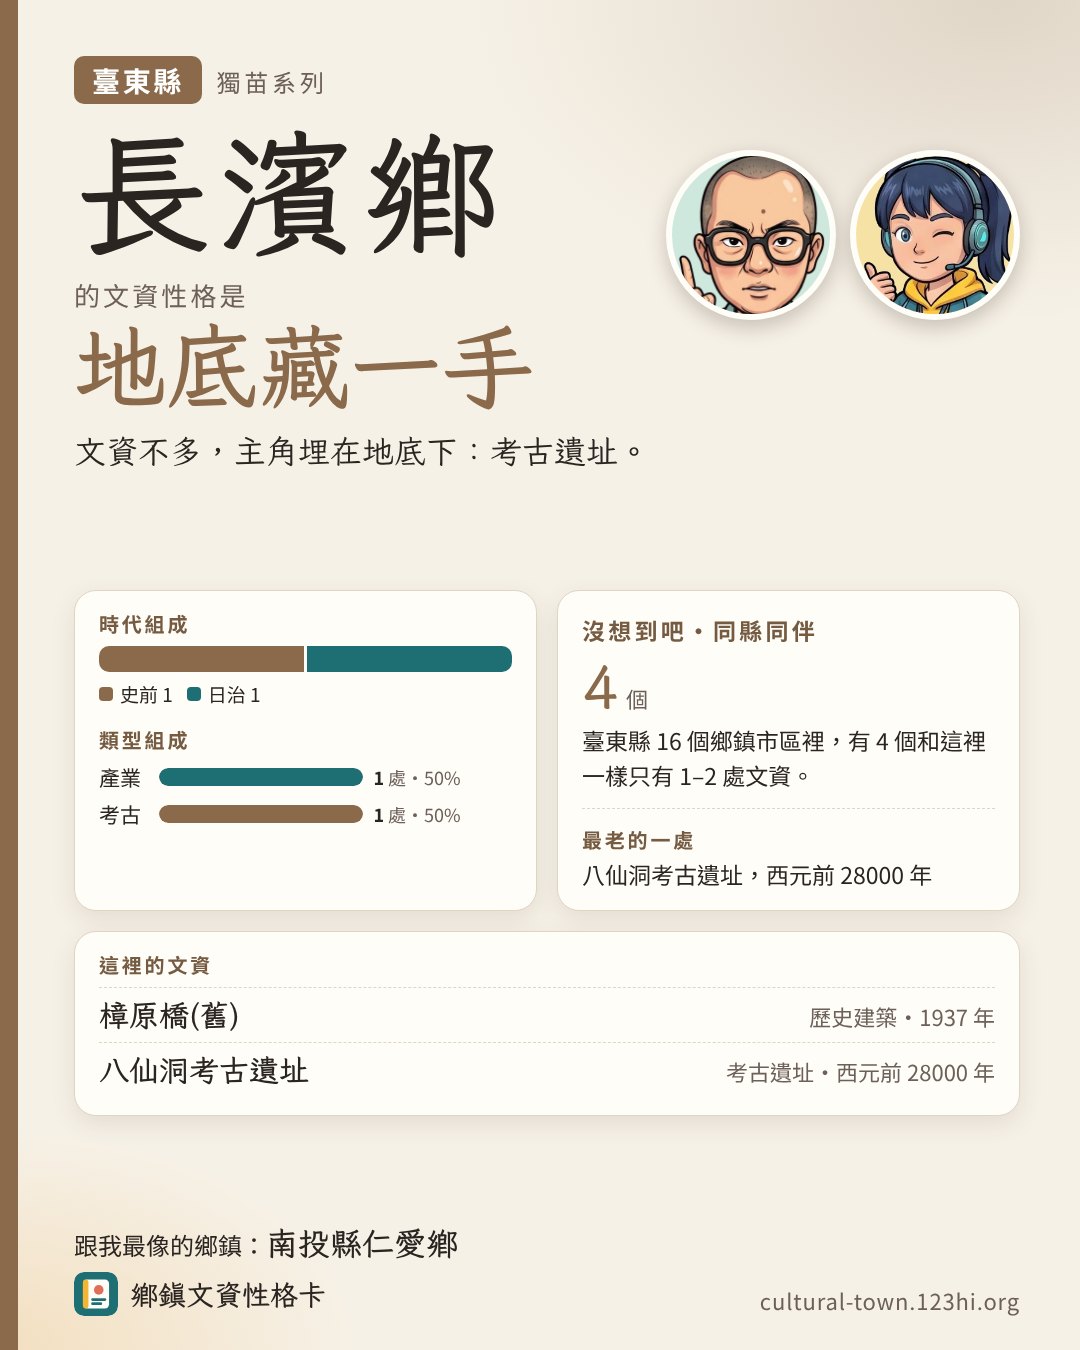 臺東縣 獨苗系列
長濱鄉
的文資性格是
地底藏一手
文資不多，主角埋在地底下：考古遺址。
時代組成
史前 1 日治 1
類型組成
產業 1 處・50%
考古 1 處・50%
沒想到吧・同縣同伴
4 個
臺東縣 16 個鄉鎮市區裡，有 4 個和這裡
一樣只有 1–2 處文資。
最老的一處
八仙洞考古遺址，西元前 28000 年
這裡的文資
樟原橋(舊) 歷史建築・1937 年
八仙洞考古遺址 考古遺址・西元前 28000 年
跟我最像的鄉鎮：南投縣仁愛鄉
鄉鎮文資性格卡
cultural-town.123hi.org